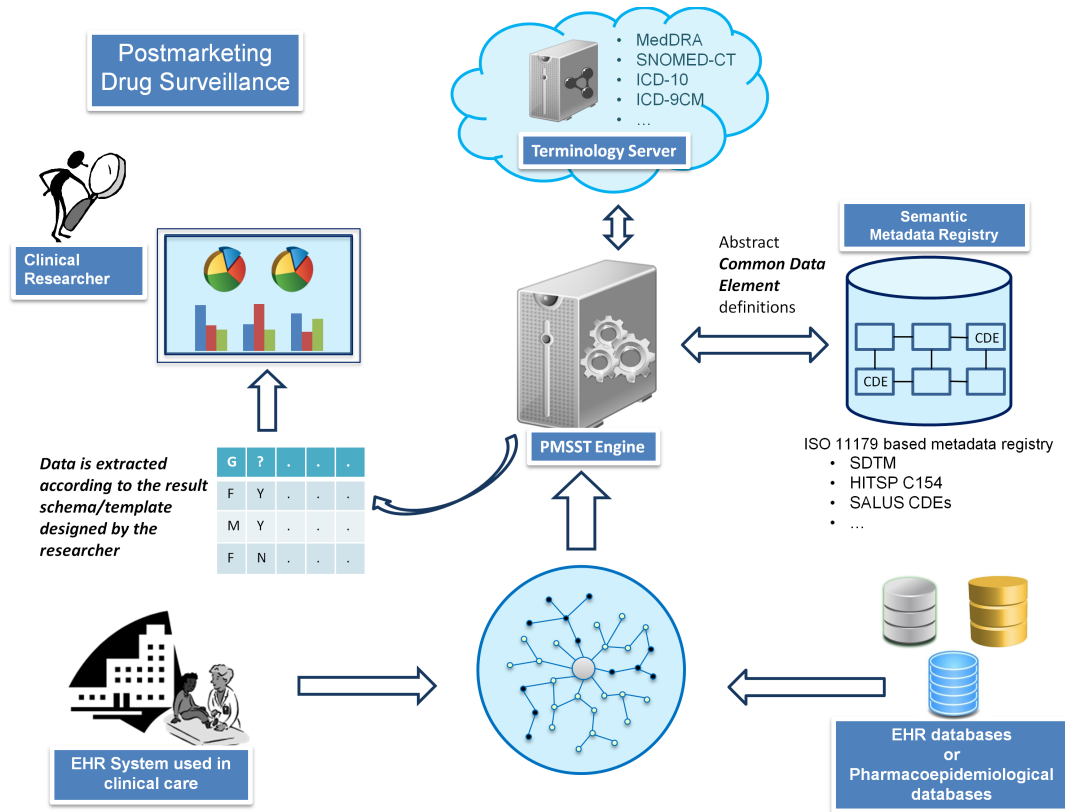 Postmarketing
Drug Surveillance
• MedDRA
• SNOMED-CT
• ICD-10
• ICD-9CM
• …
Terminology Server
Clinical
Researcher
Semantic
Metadata Registry
Abstract
Common Data
Element
definitions
CDE
CDE
PMSST Engine
ISO 11179 based metadata registry
• SDTM
• HITSP C154
• SALUS CDEs
• …
Data is extracted
according to the result
schema/template
designed by the
researcher
G ? . . .
F Y . . .
M Y . . .
F N . . .
EHR System used in
clinical care
EHR databases
or
Pharmacoepidemiological
databases